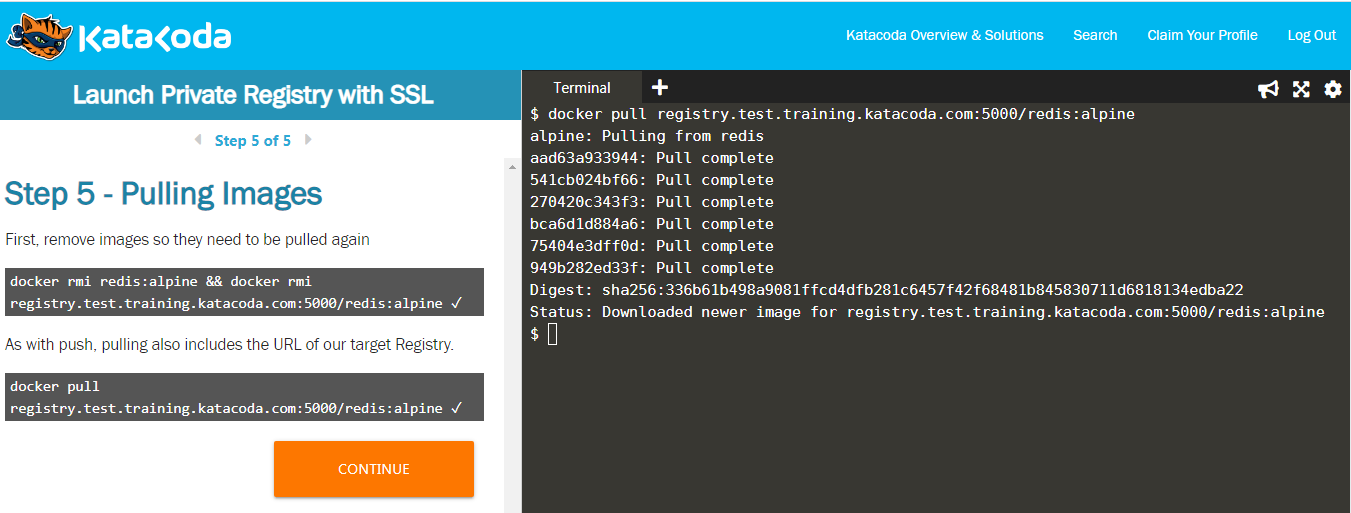 Katakoda
Katacoda Overview & Solutions Search Claim Your Profile Log Out
Launch Private Registry with SSL
Step 5 of 5
Step 5 - Pulling Images
First, remove images so they need to be pulled again
docker rmi redis:alpine && docker rmi
registry.test.training.katacoda.com:5000/redis:alpine ✓
As with push, pulling also includes the URL of our target Registry.
docker pull
registry.test.training.katacoda.com:5000/redis:alpine ✓
CONTINUE
Terminal
$ docker pull registry.test.training.katacoda.com:5000/redis:alpine
alpine: Pulling from redis
aad63a933944: Pull complete
541cb024bf66: Pull complete
270420c343f3: Pull complete
bca6d1d884a6: Pull complete
75404e3dff0d: Pull complete
949b282ed33f: Pull complete
Digest: sha256:336b61b498a9081ffcd4dfb281c6457f42f68481b845830711d6818134edba22
Status: Downloaded newer image for registry.test.training.katacoda.com:5000/redis:alpine
$